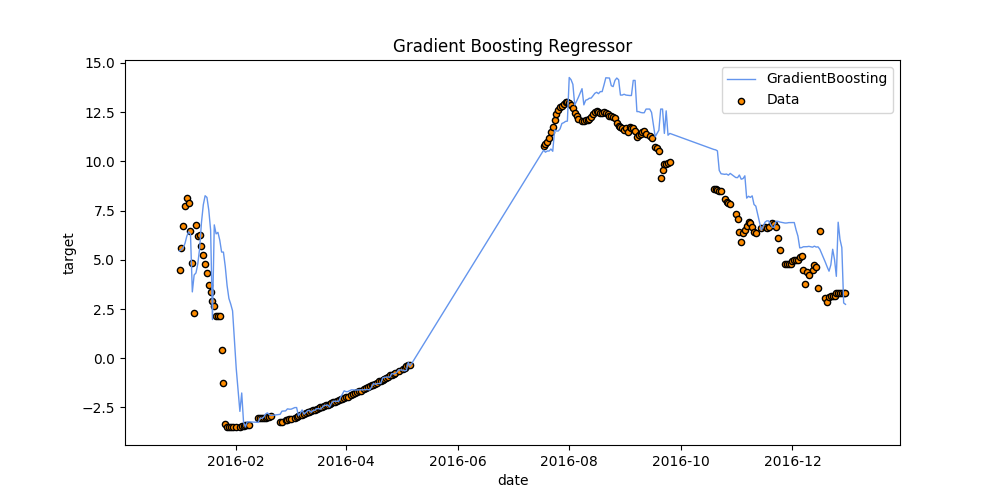 Gradient Boosting Regressor
GradientBoosting
Data
15.0
12.5
10.0
7.5
5.0
2.5
0.0
−2.5
target
2016-02
2016-04
2016-06
2016-08
2016-10
2016-12
date